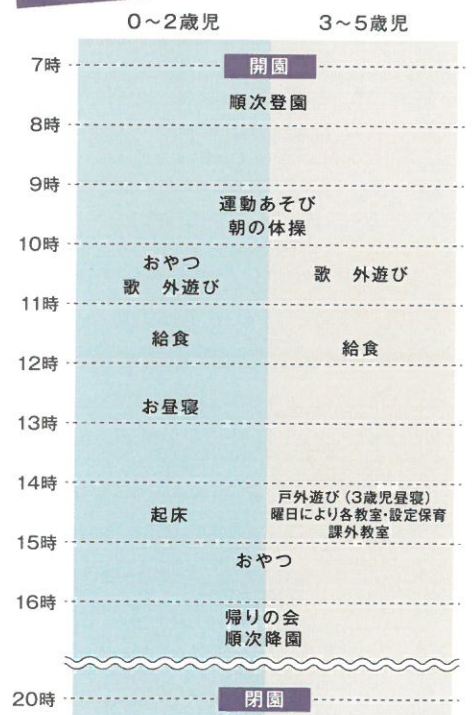 0〜2歳児 3〜5歳児
7時 開園
順次登園
8時
9時
運動あそび
朝の体操
10時
おやつ
歌 外遊び 歌 外遊び
11時
給食 給食
12時
お昼寝
13時
14時
戸外遊び(3歳児昼寝)
起床 曜日により各教室・設定保育
課外教室
15時
おやつ
16時
帰りの会
順次降園
20時 閉園